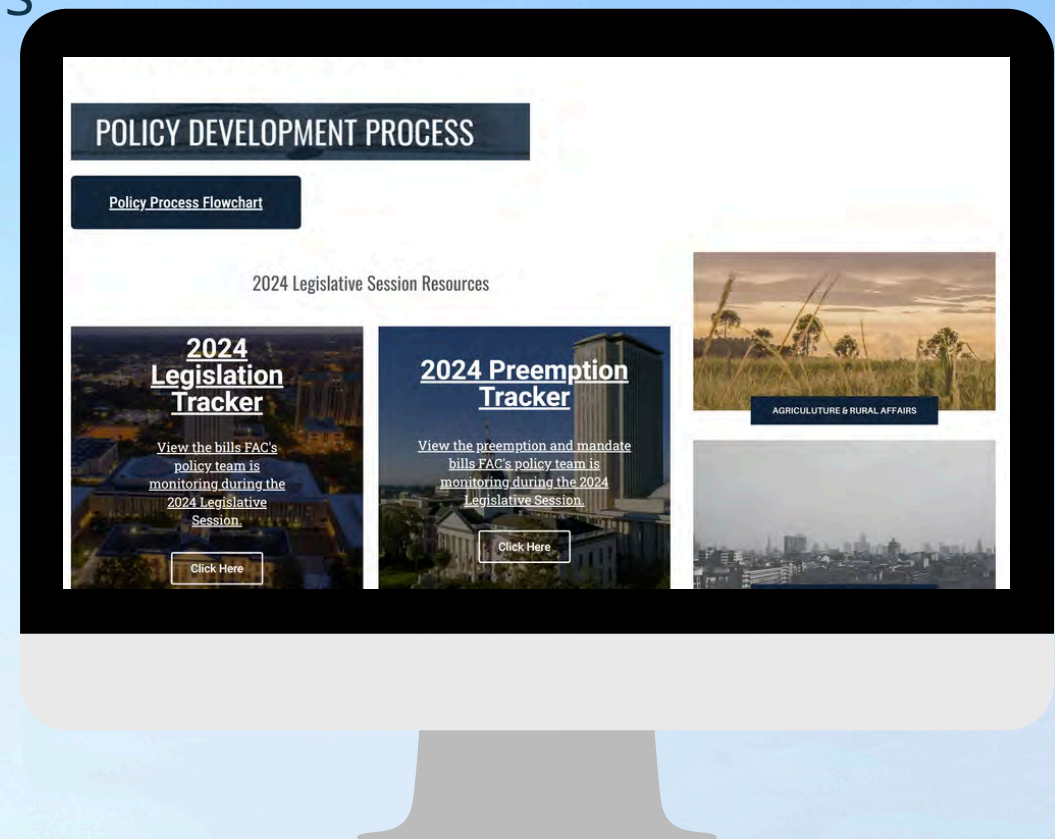 S
POLICY DEVELOPMENT PROCESS
Policy Process Flowchart
2024 Legislative Session Resources
2024
Legislation
Tracker
View the bills FAC's
policy team is
monitoring during the
2024 Legislative
Session.
Click Here
2024 Preemption
Tracker
View the preemption and mandate
bills FAC's policy team is
monitoring during the 2024
Legislative Session.
Click Here
AGRICULUTURE & RURAL AFFAIRS